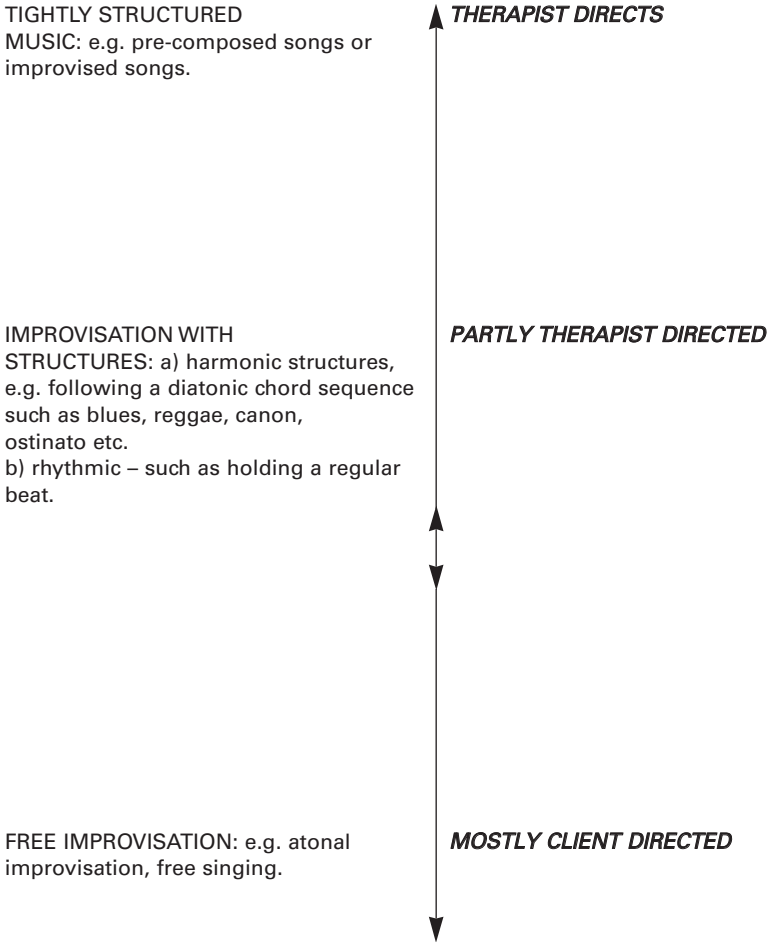 TIGHTLY STRUCTURED
MUSIC: e.g. pre-composed songs or
improvised songs.
THERAPIST DIRECTS
IMPROVISATION WITH
STRUCTURES: a) harmonic structures,
e.g. following a diatonic chord sequence
such as blues, reggae, canon,
ostinato etc.
b) rhythmic – such as holding a regular
beat.
PARTLY THERAPIST DIRECTED
FREE IMPROVISATION: e.g. atonal
improvisation, free singing.
MOSTLY CLIENT DIRECTED